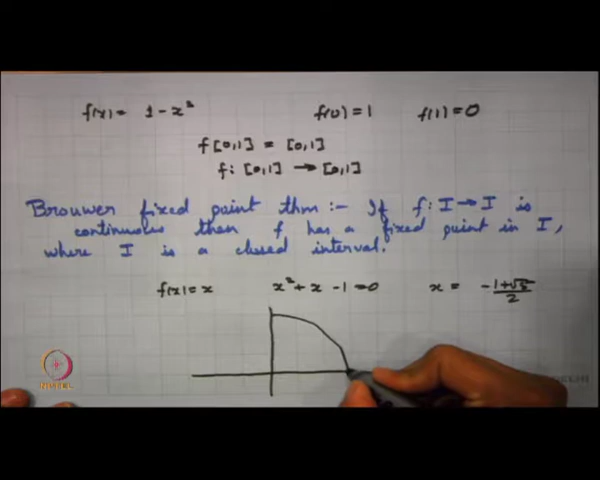 f(x) = 1 - x² f(0) = 1 f(1) = 0
f[0,1] = [0,1]
f: [0,1] → [0,1]
Brouwer fixed point thm :- If f: I → I is
continuous then f has a fixed point in I,
where I is a closed interval.
f(x) = x x² + x - 1 = 0 x = \frac{-1+√5}{2}